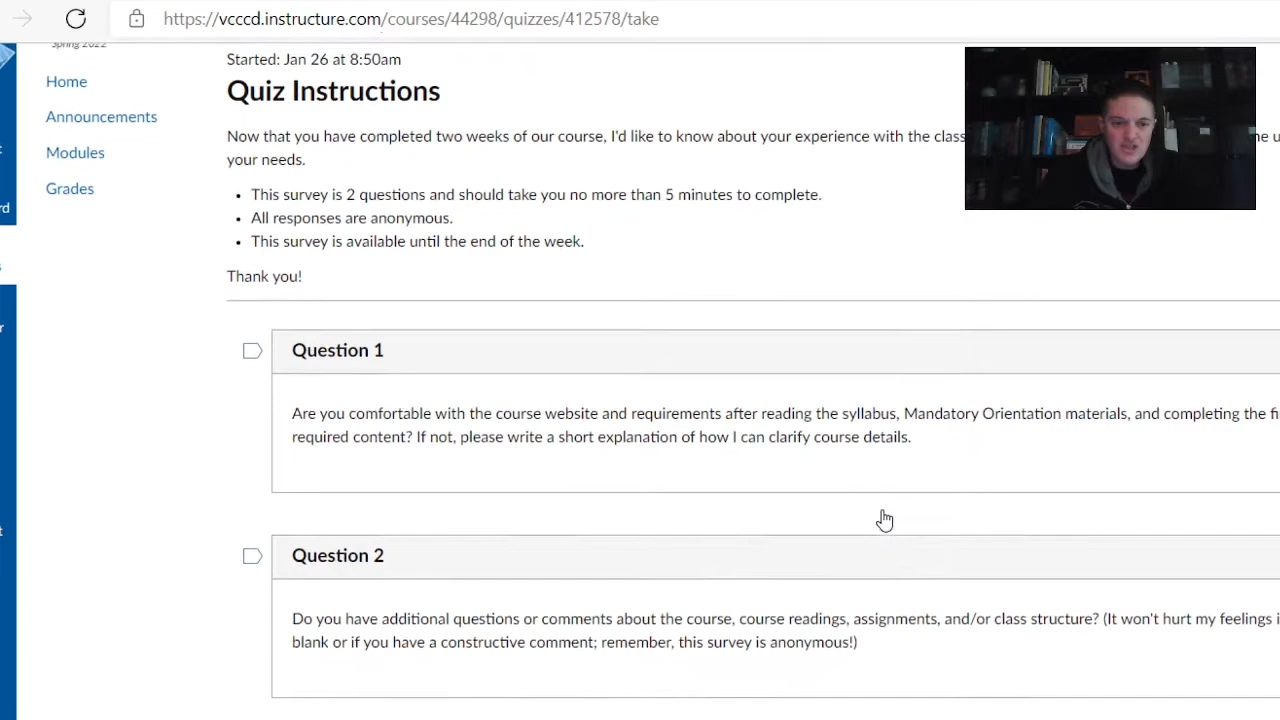 https://vcccd.instructure.com/courses/44298/quizzes/412578/take
Spring 2022
Home
Announcements
Modules
Grades
Started: Jan 26 at 8:50am
Quiz Instructions
Now that you have completed two weeks of our course, I'd like to know about your experience with the class
your needs.
This survey is 2 questions and should take you no more than 5 minutes to complete.
All responses are anonymous.
This survey is available until the end of the week.
Thank you!
Question 1
Are you comfortable with the course website and requirements after reading the syllabus, Mandatory Orientation materials, and completing the
required content? If not, please write a short explanation of how I can clarify course details.
Question 2
Do you have additional questions or comments about the course, course readings, assignments, and/or class structure? (It won't hurt my feelings
blank or if you have a constructive comment; remember, this survey is anonymous!)